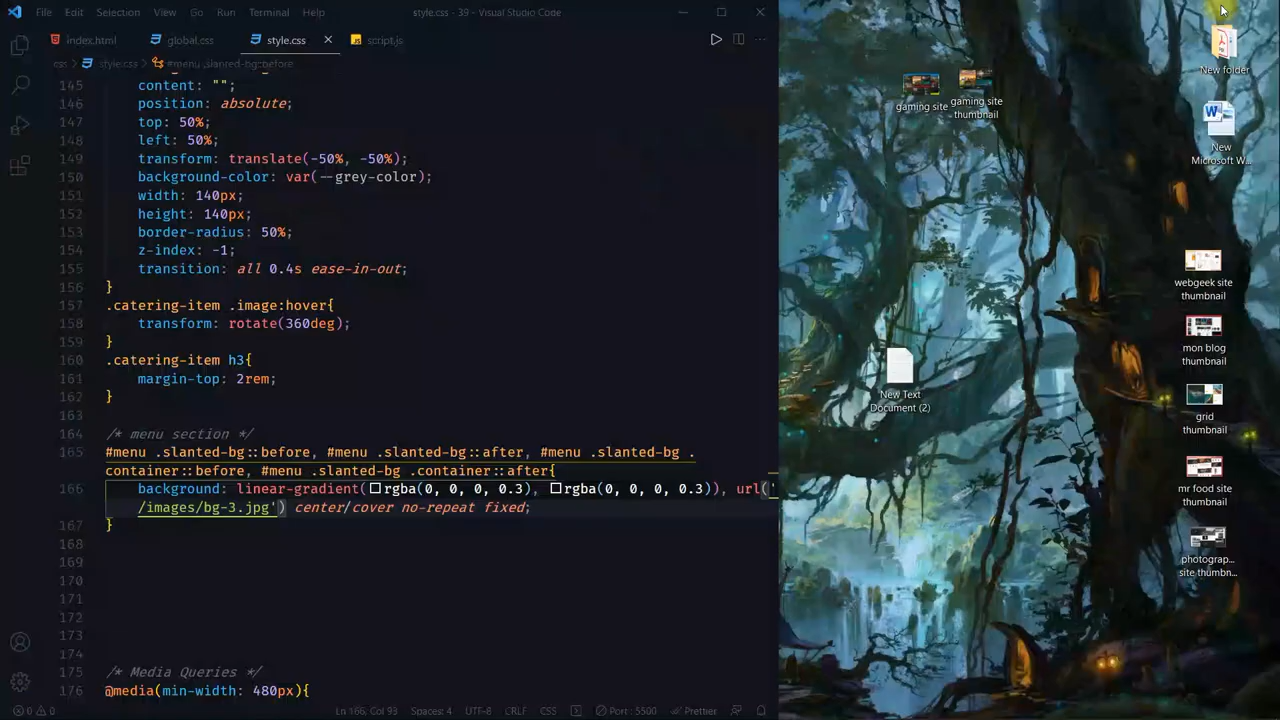 File Edit Selection View Go Run Terminal Help style.css - 39 - Visual Studio Code
index.html global.css style.css script.js
css > style.css > #menu .slanted-bg::before
145 content: "";
146 position: absolute;
147 top: 50%;
148 left: 50%;
149 transform: translate(-50%, -50%);
150 background-color: var(--grey-color);
151 width: 140px;
152 height: 140px;
153 border-radius: 50%;
154 z-index: -1;
155 transition: all 0.4s ease-in-out;
156 }
157 .catering-item .image:hover{
158 transform: rotate(360deg);
159 }
160 .catering-item h3{
161 margin-top: 2rem;
162 }
163
164 /* menu section */
165 #menu .slanted-bg::before, #menu .slanted-bg::after, #menu .slanted-bg .
container::before, #menu .slanted-bg .container::after{
166 background: linear-gradient(rgba(0, 0, 0, 0.3), rgba(0, 0, 0, 0.3)), url('
/images/bg-3.jpg') center/cover no-repeat fixed;
167 }
168
169
170
171
172
173
174
175 /* Media Queries */
176 @media(min-width: 480px){
0 0 Ln 166, Col 93 Spaces: 4 UTF-8 CRLF CSS Port : 5500 Prettier
New folder
gaming site
gaming site
thumbnail
New
Microsoft W...
webgeek site
thumbnail
mon blog
thumbnail
New Text
Document (2)
grid
thumbnail
mr food site
thumbnail
photograp...
site thumbn...